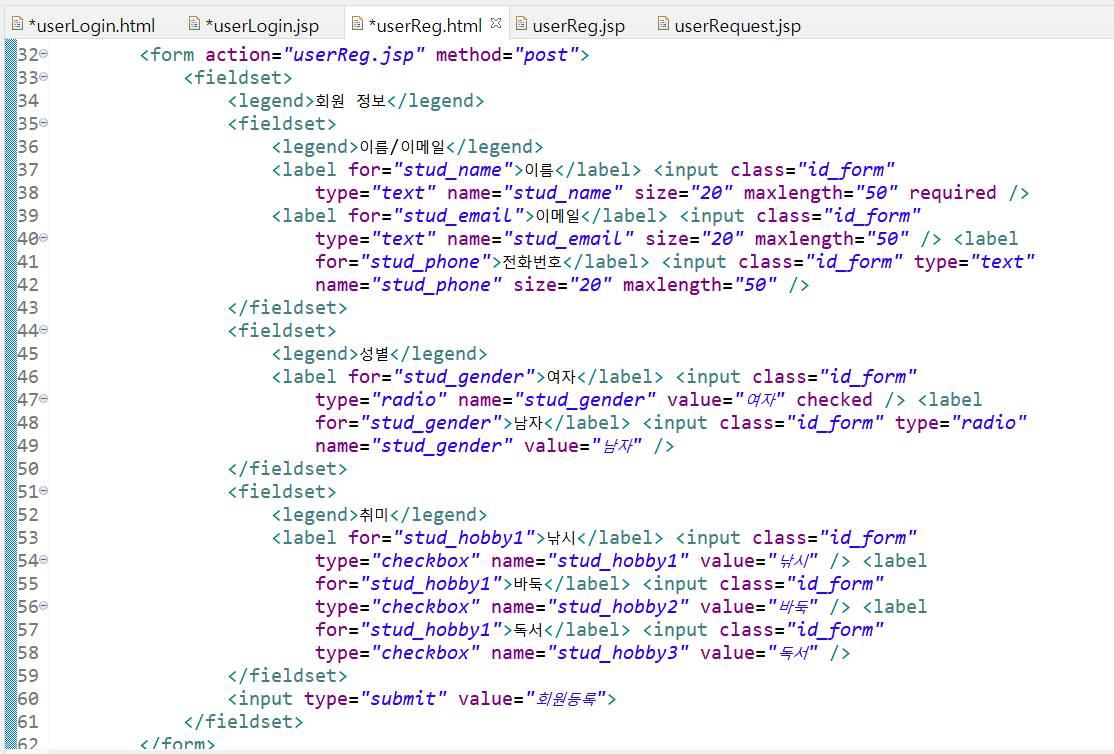 *userLogin.html *userLogin.jsp *userReg.html userReg.jsp userRequest.jsp
32 <form action="userReg.jsp" method="post">
33 <fieldset>
34 <legend>회원 정보</legend>
35 <fieldset>
36 <legend>이름/이메일</legend>
37 <label for="stud_name">이름</label> <input class="id_form"
38 type="text" name="stud_name" size="20" maxlength="50" required />
39 <label for="stud_email">이메일</label> <input class="id_form"
40 type="text" name="stud_email" size="20" maxlength="50" /> <label
41 for="stud_phone">전화번호</label> <input class="id_form" type="text"
42 name="stud_phone" size="20" maxlength="50" />
43 </fieldset>
44 <fieldset>
45 <legend>성별</legend>
46 <label for="stud_gender">여자</label> <input class="id_form"
47 type="radio" name="stud_gender" value="여자" checked /> <label
48 for="stud_gender">남자</label> <input class="id_form" type="radio"
49 name="stud_gender" value="남자" />
50 </fieldset>
51 <fieldset>
52 <legend>취미</legend>
53 <label for="stud_hobby1">낚시</label> <input class="id_form"
54 type="checkbox" name="stud_hobby1" value="낚시" /> <label
55 for="stud_hobby1">바둑</label> <input class="id_form"
56 type="checkbox" name="stud_hobby2" value="바둑" /> <label
57 for="stud_hobby1">독서</label> <input class="id_form"
58 type="checkbox" name="stud_hobby3" value="독서" />
59 </fieldset>
60 <input type="submit" value="회원등록">
61 </fieldset>
62 </form>